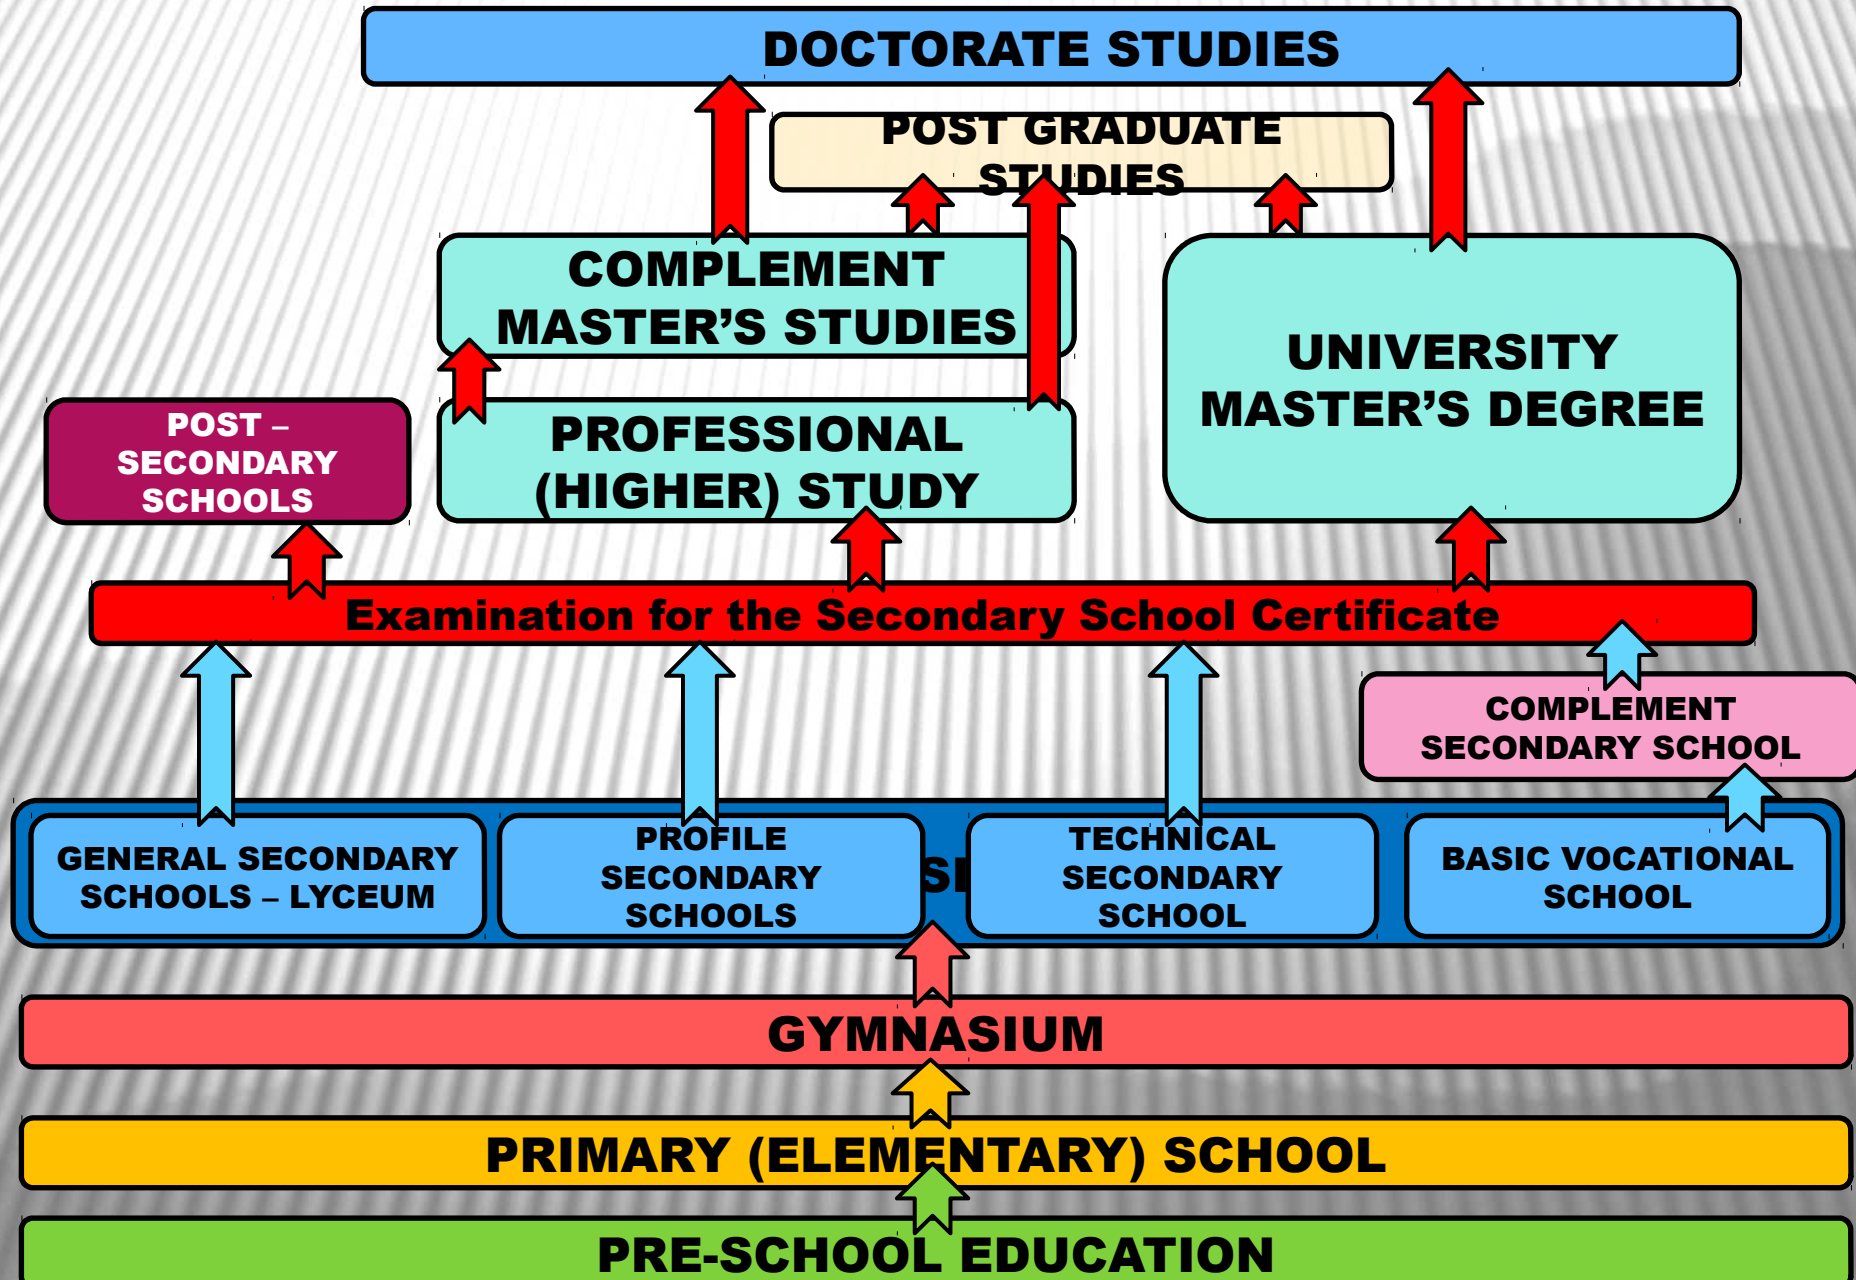 DOCTORATE STUDIES
POST GRADUATE
STUDIES
COMPLEMENT
MASTER’S STUDIES
UNIVERSITY
MASTER’S DEGREE
POST –
SECONDARY
SCHOOLS
PROFESSIONAL
(HIGHER) STUDY
Examination for the Secondary School Certificate
COMPLEMENT
SECONDARY SCHOOL
GENERAL SECONDARY
SCHOOLS – LYCEUM
PROFILE
SECONDARY
SCHOOLS
TECHNICAL
SECONDARY
SCHOOL
BASIC VOCATIONAL
SCHOOL
GYMNASIUM
PRIMARY (ELEMENTARY) SCHOOL
PRE-SCHOOL EDUCATION